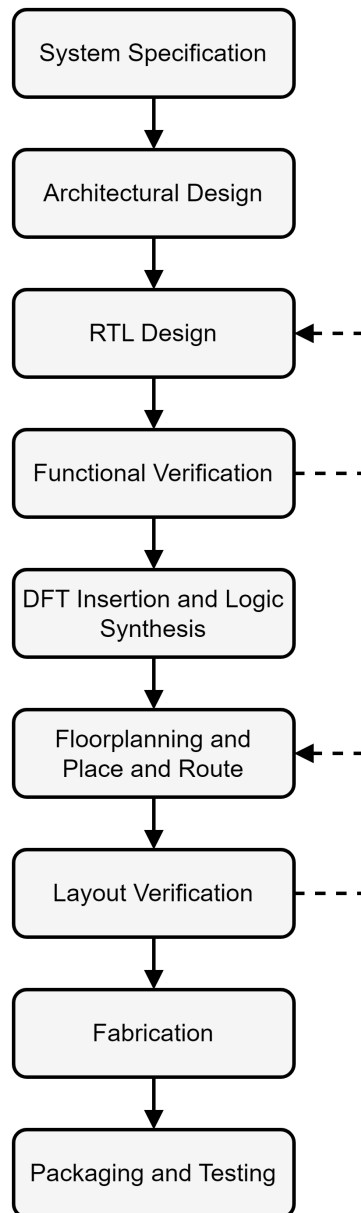 System Specification
Architectural Design
RTL Design
Functional Verification
DFT Insertion and Logic
Synthesis
Floorplanning and
Place and Route
Layout Verification
Fabrication
Packaging and Testing